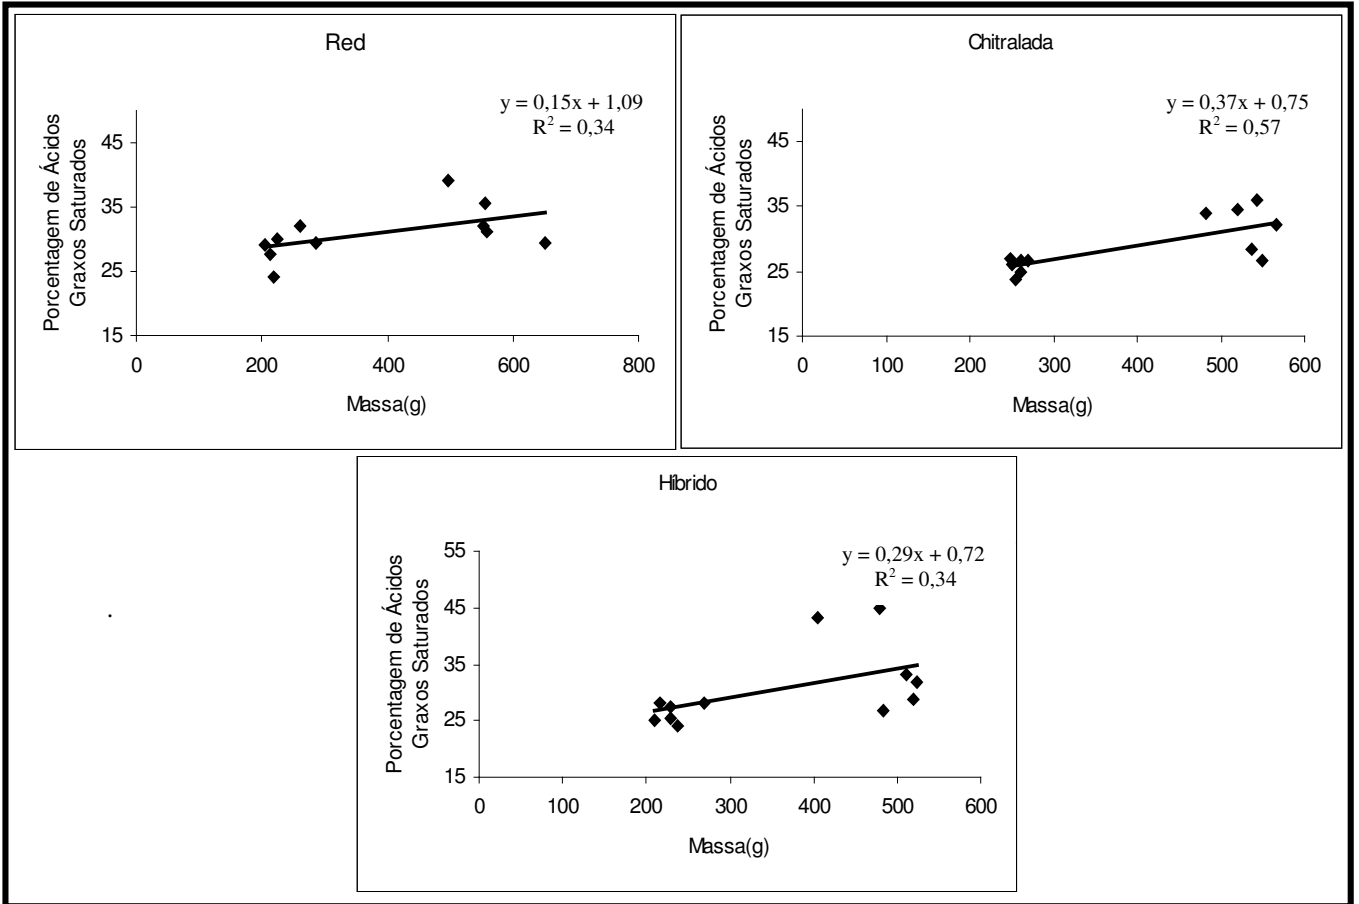 Red
y = 0,15x + 1,09
R² = 0,34
Porcentagem de Ácidos
Graxos Saturados
45
35
25
15
0 200 400 600 800
Massa(g)
Chitralada
y = 0,37x + 0,75
R² = 0,57
Porcentagem de Ácidos
Graxos Saturados
45
35
25
15
0 100 200 300 400 500 600
Massa(g)
Híbrido
y = 0,29x + 0,72
R² = 0,34
Porcentagem de Ácidos
Graxos Saturados
55
45
35
25
15
0 100 200 300 400 500 600
Massa(g)